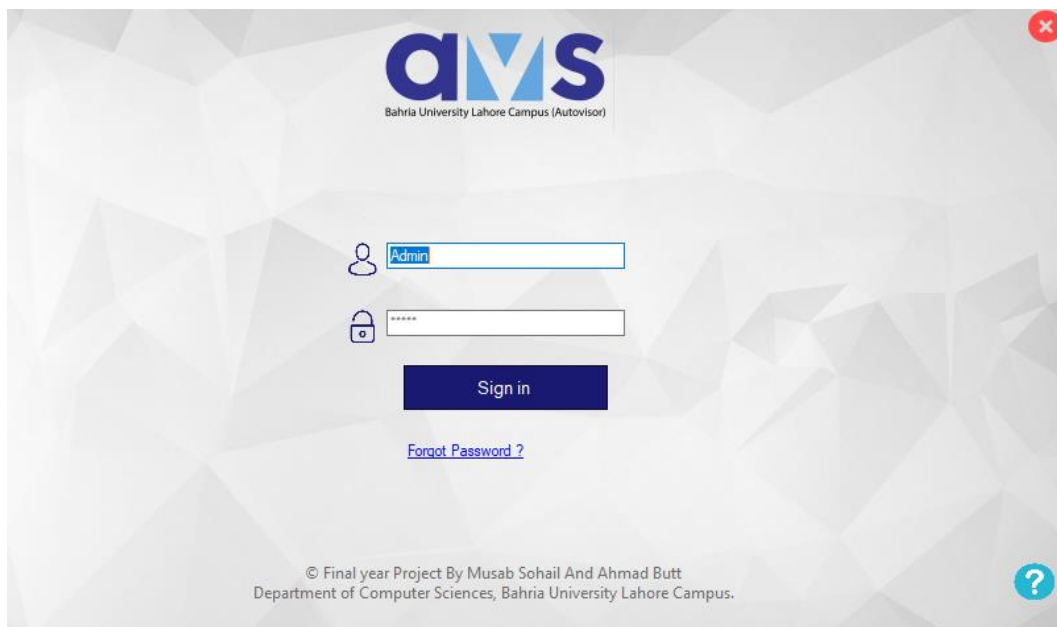 avs
Bahria University Lahore Campus (Autovisor)
Admin
*****
Sign in
Forgot Password ?
© Final year Project By Musab Sohail And Ahmad Butt
Department of Computer Sciences, Bahria University Lahore Campus.
?